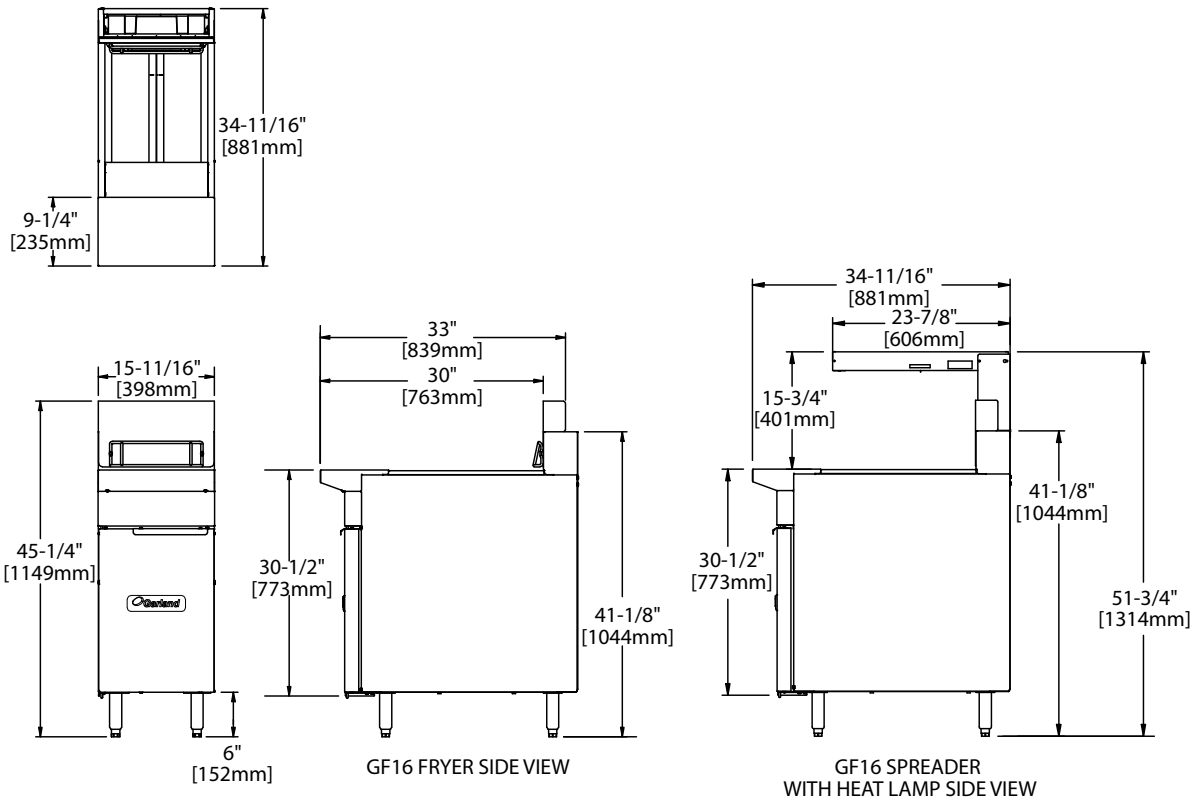 34-11/16"
[881mm]
9-1/4"
[235mm]
15-11/16"
[398mm]
45-1/4"
[1149mm]
Garland
6"
[152mm]
33"
[839mm]
30"
[763mm]
30-1/2"
[773mm]
41-1/8"
[1044mm]
GF16 FRYER SIDE VIEW
34-11/16"
[881mm]
23-7/8"
[606mm]
15-3/4"
[401mm]
41-1/8"
[1044mm]
30-1/2"
[773mm]
51-3/4"
[1314mm]
GF16 SPREADER
WITH HEAT LAMP SIDE VIEW